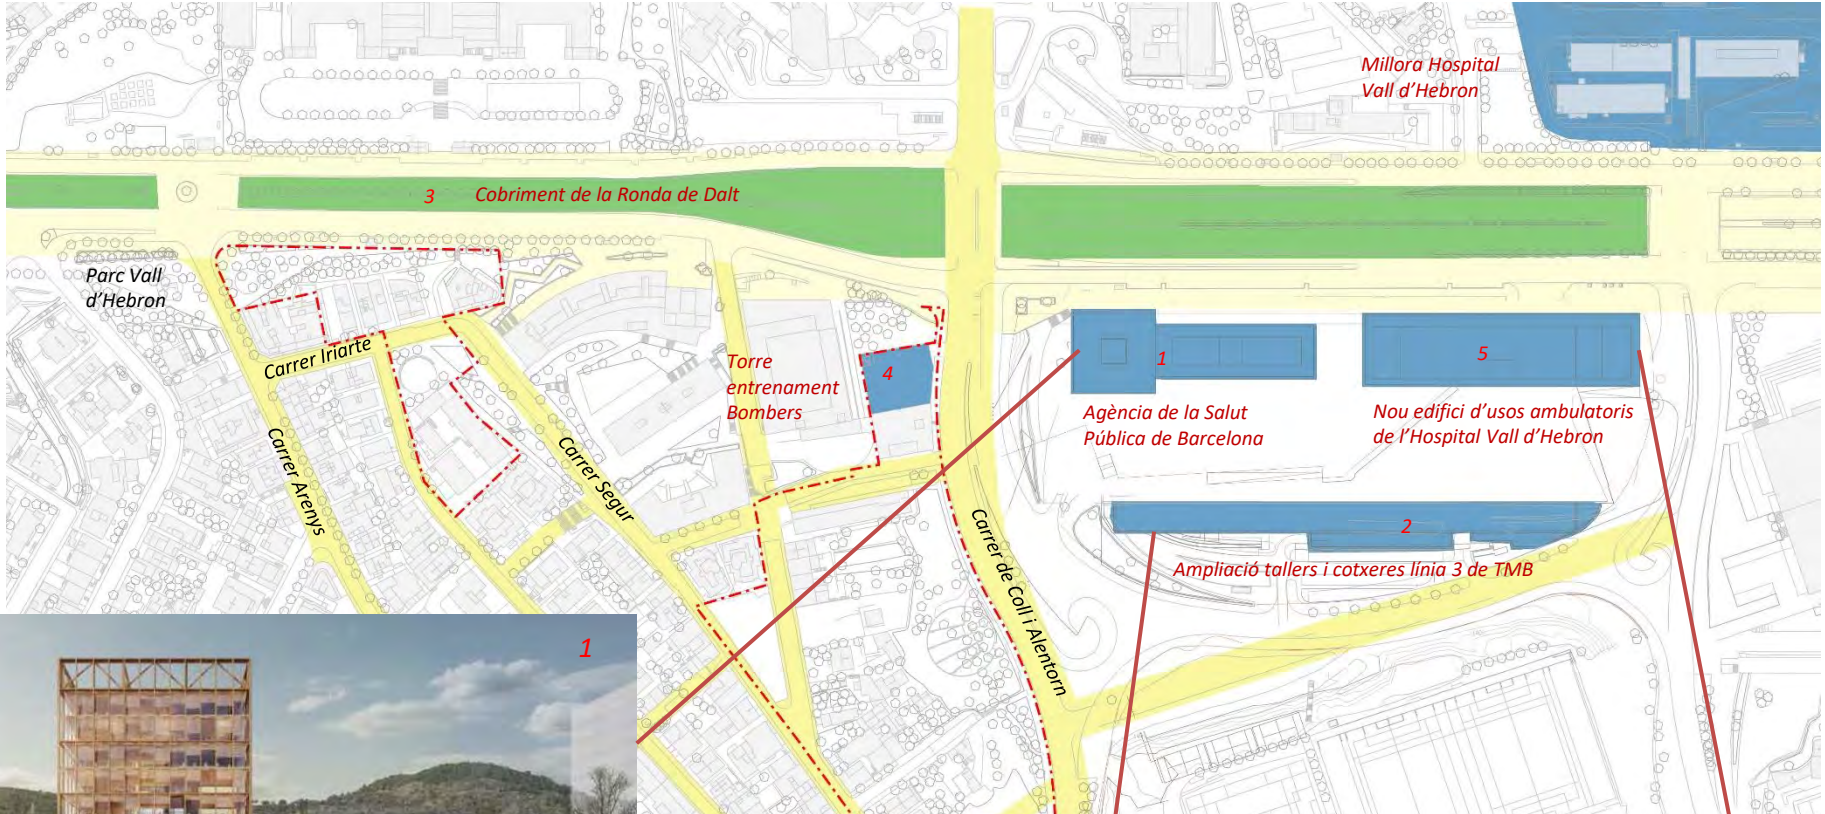 Millora Hospital
Vall d’Hebron
3
Cobriment de la Ronda de Dalt
Parc Vall
d’Hebron
Carrer Iriarte
Torre
entrenament
Bombers
4
1
5
Agència de la Salut
Pública de Barcelona
Nou edifici d’usos ambulatoris
de l’Hospital Vall d’Hebron
Carrer Arenys
Carrer Segur
Carrer de Coll i Alentorn
2
Ampliació tallers i cotxeres línia 3 de TMB
1